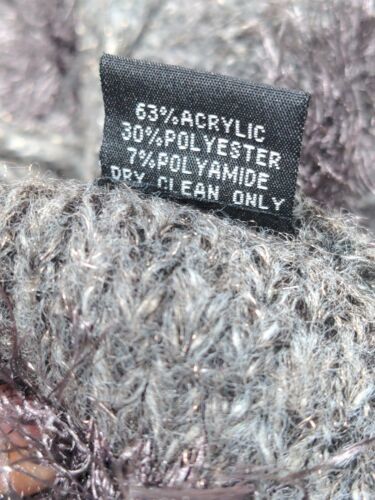 63%ACRYLIC
30%POLYESTER
7%POLYAMIDE
DRY CLEAN ONLY